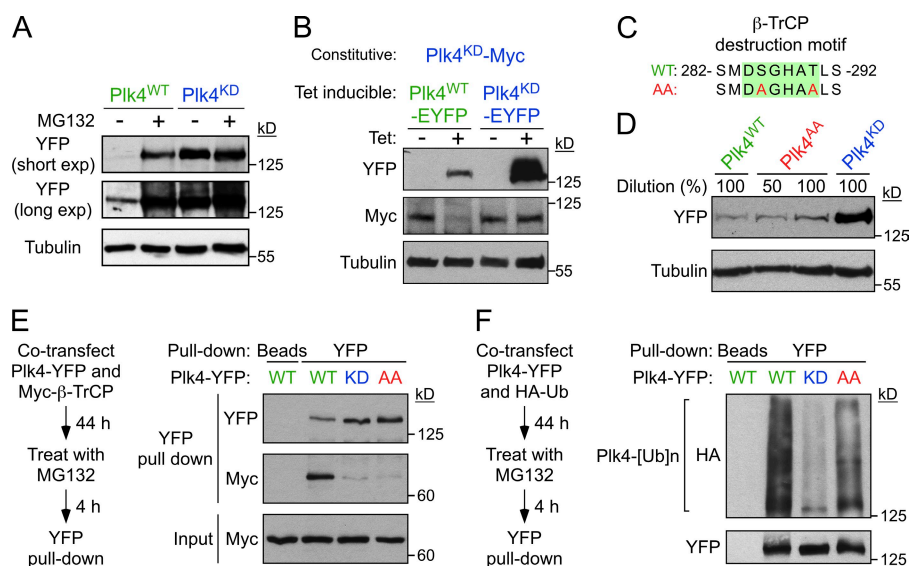 A
Plk4WT Plk4KD
MG132 - + - +
kD
YFP
(short exp)
125
YFP
(long exp)
125
Tubulin
55
B
Constitutive: Plk4KD-Myc
Tet inducible: Plk4WT Plk4KD
-EYFP -EYFP
Tet: - + - +
kD
YFP
125
Myc
125
Tubulin
55
C
β-TrCP
destruction motif
WT: 282- S M D S G H A T L S -292
AA: S M D A G H A A L S
D
Plk4WT Plk4AA Plk4KD
Dilution (%) 100 50 100 100
kD
YFP
125
Tubulin
55
E
Co-transfect
Plk4-YFP and
Myc-β-TrCP
44 h
Treat with
MG132
4 h
YFP
pull-down
Pull-down: Beads YFP
Plk4-YFP: WT WT KD AA
kD
YFP
pull down
YFP
125
Myc
60
Input Myc
60
F
Co-transfect
Plk4-YFP
and HA-Ub
44 h
Treat with
MG132
4 h
YFP
pull-down
Pull-down: Beads YFP
Plk4-YFP: WT WT KD AA
kD
Plk4-[Ub]n HA
125
YFP
125